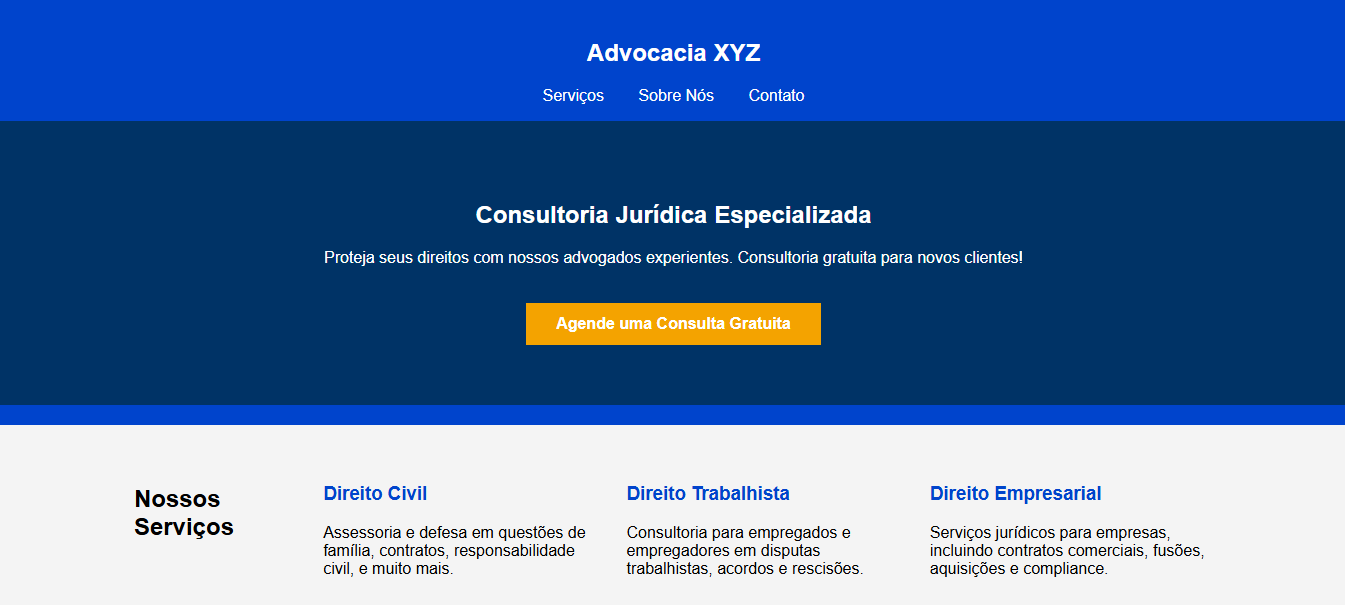 Advocacia XYZ
Serviços Sobre Nós Contato
Consultoria Jurídica Especializada
Proteja seus direitos com nossos advogados experientes. Consultoria gratuita para novos clientes!
Agende uma Consulta Gratuita
Nossos
Serviços
Direito Civil
Assessoria e defesa em questões de
família, contratos, responsabilidade
civil, e muito mais.
Direito Trabalhista
Consultoria para empregados e
empregadores em disputas
trabalhistas, acordos e rescisões.
Direito Empresarial
Serviços jurídicos para empresas,
incluindo contratos comerciais, fusões,
aquisições e compliance.